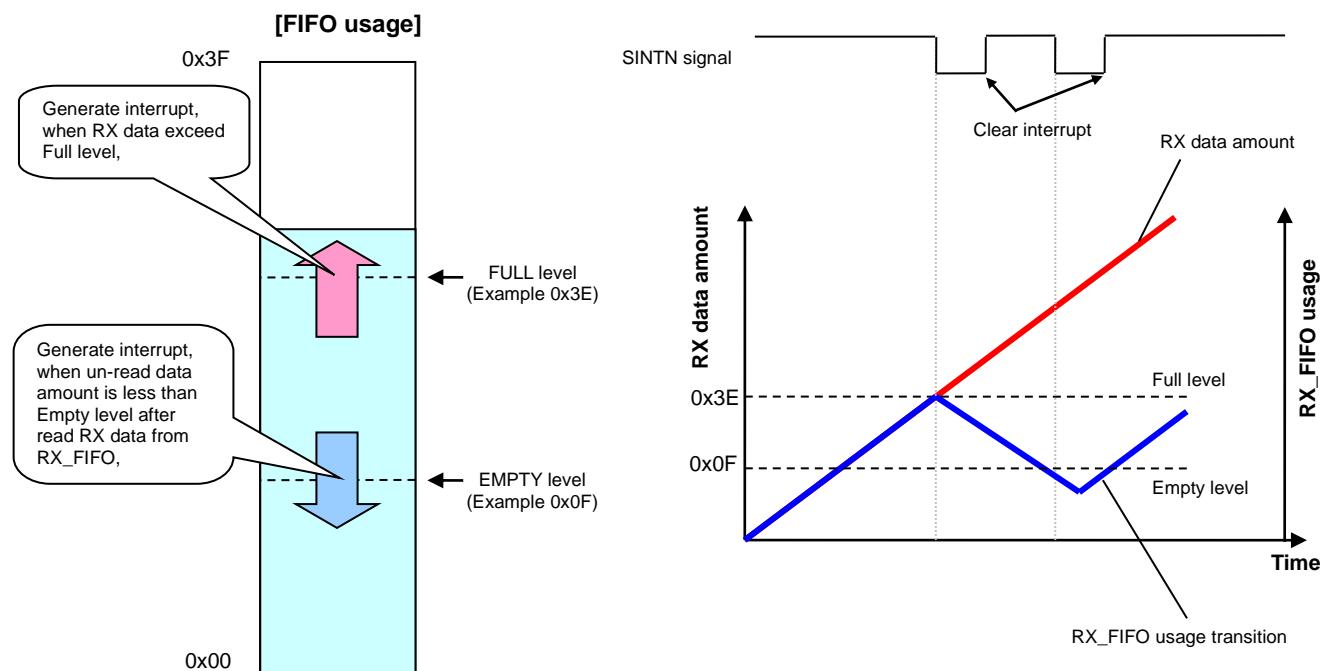 [FIFO usage]
0x3F
Generate interrupt,
when RX data exceed
Full level,
FULL level
(Example 0x3E)
Generate interrupt,
when un-read data
amount is less than
Empty level after
read RX data from
RX_FIFO,
EMPTY level
(Example 0x0F)
0x00
SINTN signal
Clear interrupt
RX data amount
RX data amount
RX_FIFO usage
0x3E
Full level
0x0F
Empty level
Time
RX_FIFO usage transition